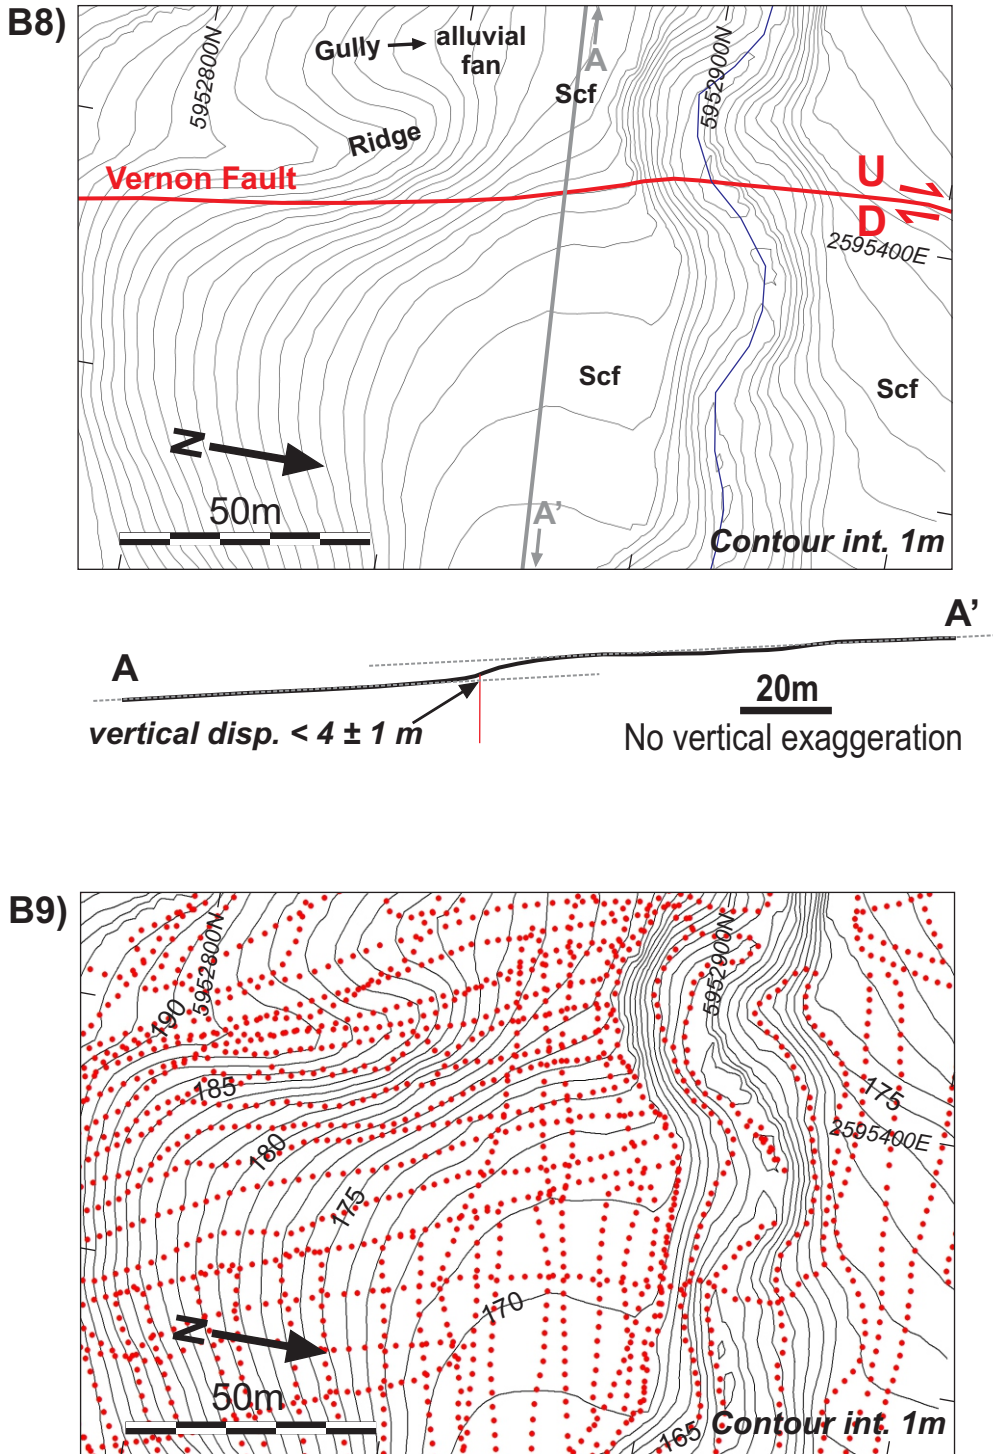 B8)
Gully
alluvial
fan
5952800N
5952900N
A
Scf
Ridge
Vernon Fault
U
D
2595400E
Scf
Scf
N
50m
A'
Contour int. 1m
A
A'
20m
vertical disp. < 4 ± 1 m
No vertical exaggeration
B9)
5952800N
5952900N
190
185
175
2595400E
180
175
170
N
50m
165
Contour int. 1m